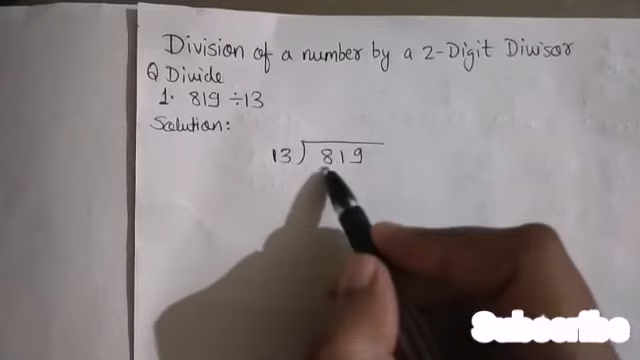 Division of a number by a 2-Digit Divisor
Q Divide
1. 819 ÷13
Solution:
13) 819
Subscribe